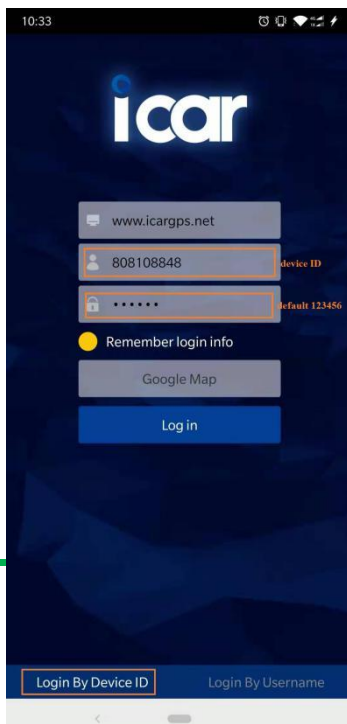 10:33
icar
www.icargps.net
808108848
device ID
••••••
default 123456
Remember login info
Google Map
Log in
Login By Device ID
Login By Username